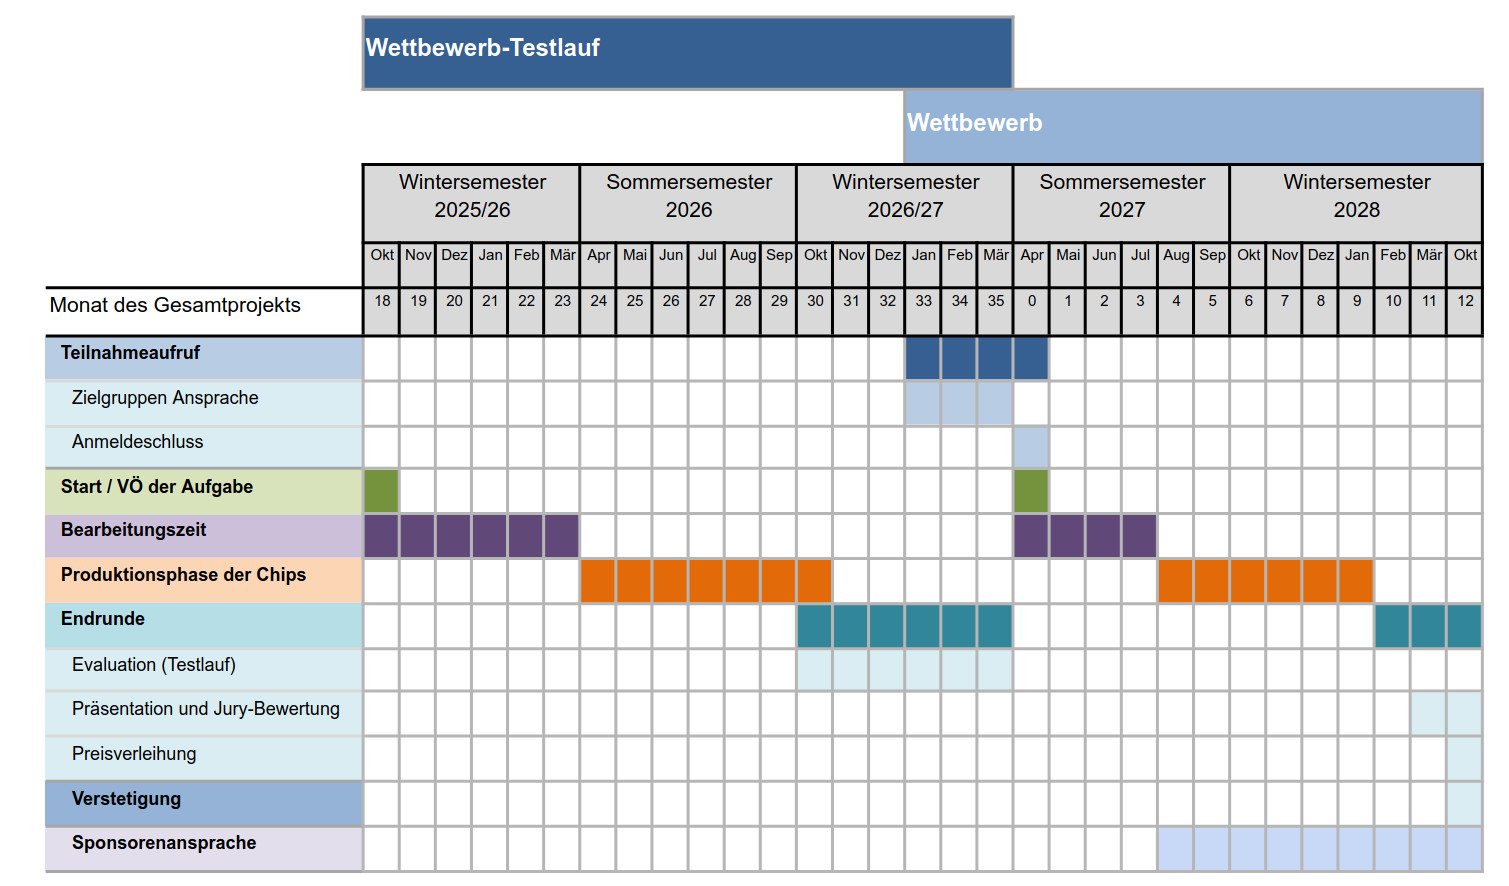 Wettbewerb-Testlauf
Wettbewerb
Wintersemester Sommersemester Wintersemester Sommersemester Wintersemester
2025/26 2026 2026/27 2027 2028
Okt Nov Dez Jan Feb Mär Apr Mai Jun Jul Aug Sep Okt Nov Dez Jan Feb Mär Apr Mai Jun Jul Aug Sep Okt Nov Dez Jan Feb Mär Okt
Monat des Gesamtprojekts 18 19 20 21 22 23 24 25 26 27 28 29 30 31 32 33 34 35 0 1 2 3 4 5 6 7 8 9 10 11 12
Teilnahmeaufruf
Zielgruppen Ansprache
Anmeldeschluss
Start / VÖ der Aufgabe
Bearbeitungszeit
Produktionsphase der Chips
Endrunde
Evaluation (Testlauf)
Präsentation und Jury-Bewertung
Preisverleihung
Verstetigung
Sponsorenansprache